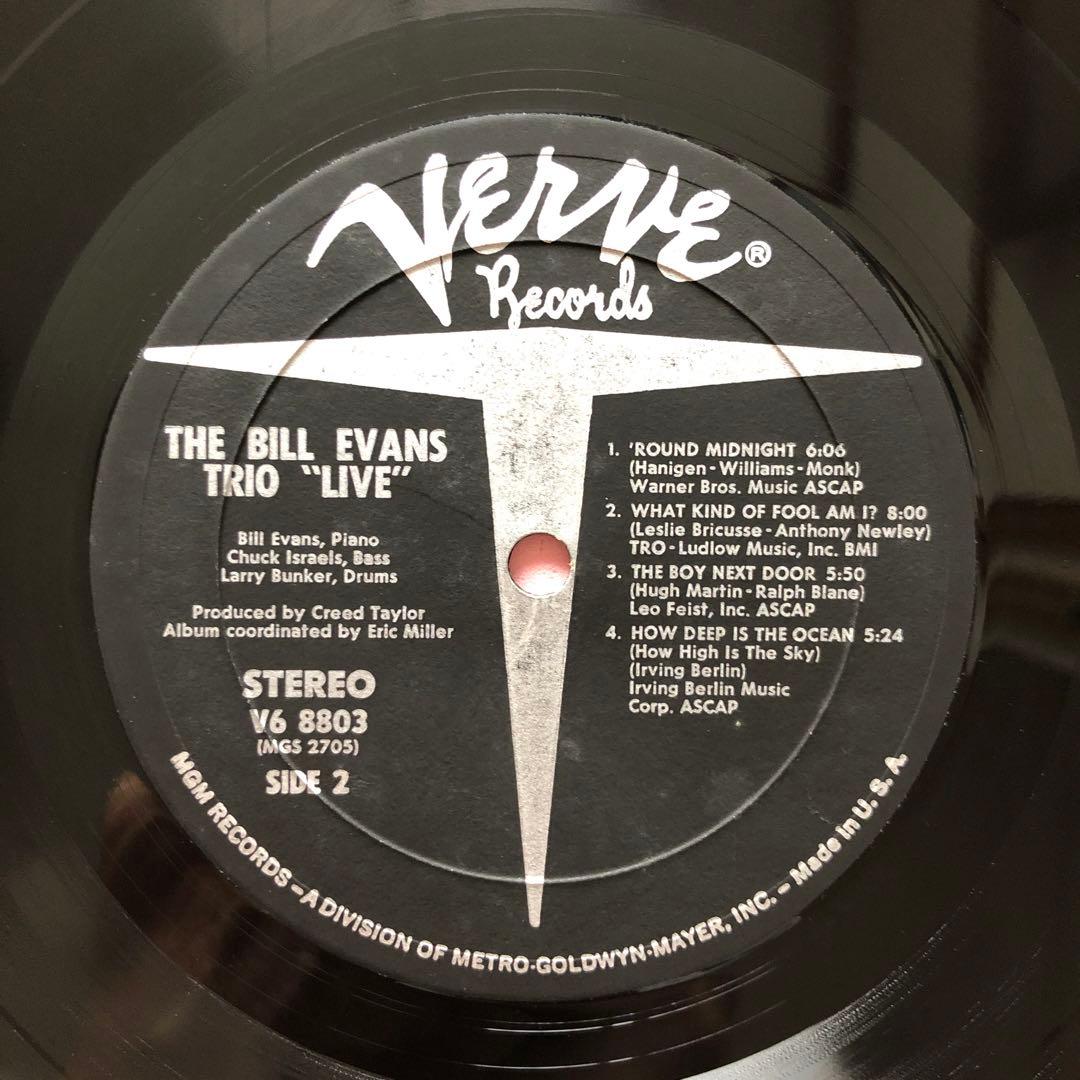 Verve ®
Records
THE BILL EVANS
TRIO "LIVE"
Bill Evans, Piano
Chuck Israels, Bass
Larry Bunker, Drums
Produced by Creed Taylor
Album coordinated by Eric Miller
STEREO
V6 8803
(MGS 2705)
SIDE 2
1. 'ROUND MIDNIGHT 6:06
(Hanigen-Williams-Monk)
Warner Bros. Music ASCAP
2. WHAT KIND OF FOOL AM I? 8:00
(Leslie Bricusse-Anthony Newley)
TRO-Ludlow Music, Inc. BMI
3. THE BOY NEXT DOOR 5:50
(Hugh Martin-Ralph Blane)
Leo Feist, Inc. ASCAP
4. HOW DEEP IS THE OCEAN 5:24
(How High Is The Sky)
(Irving Berlin)
Irving Berlin Music
Corp. ASCAP
MGM RECORDS – A DIVISION OF METRO-GOLDWYN-MAYER, INC. – Made in U. S. A.